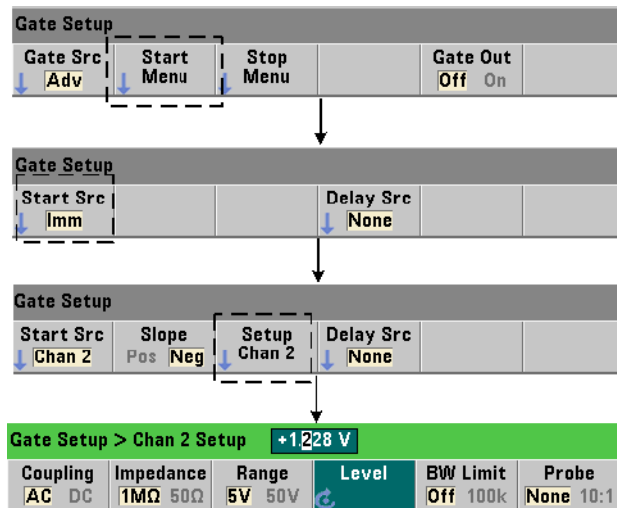 Gate Setup
Gate Src Start Stop Gate Out
Adv Menu Menu Off On
Gate Setup
Start Src Delay Src
Imm None
Gate Setup
Start Src Slope Setup Delay Src
Chan 2 Pos Neg Chan 2 None
Gate Setup > Chan 2 Setup +1.228 V
Coupling Impedance Range Level BW Limit Probe
AC DC 1MΩ 50Ω 5V 50V Off 100k None 10:1